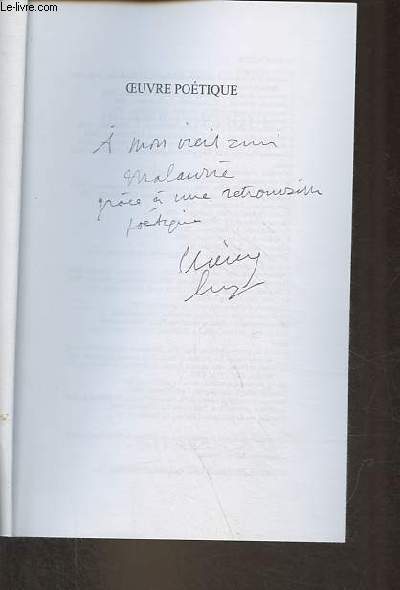 © Le-livre.com
ŒUVRE POÉTIQUE
À mon vieil ami
Malaurie
grâce à une retrouvaille
poétique